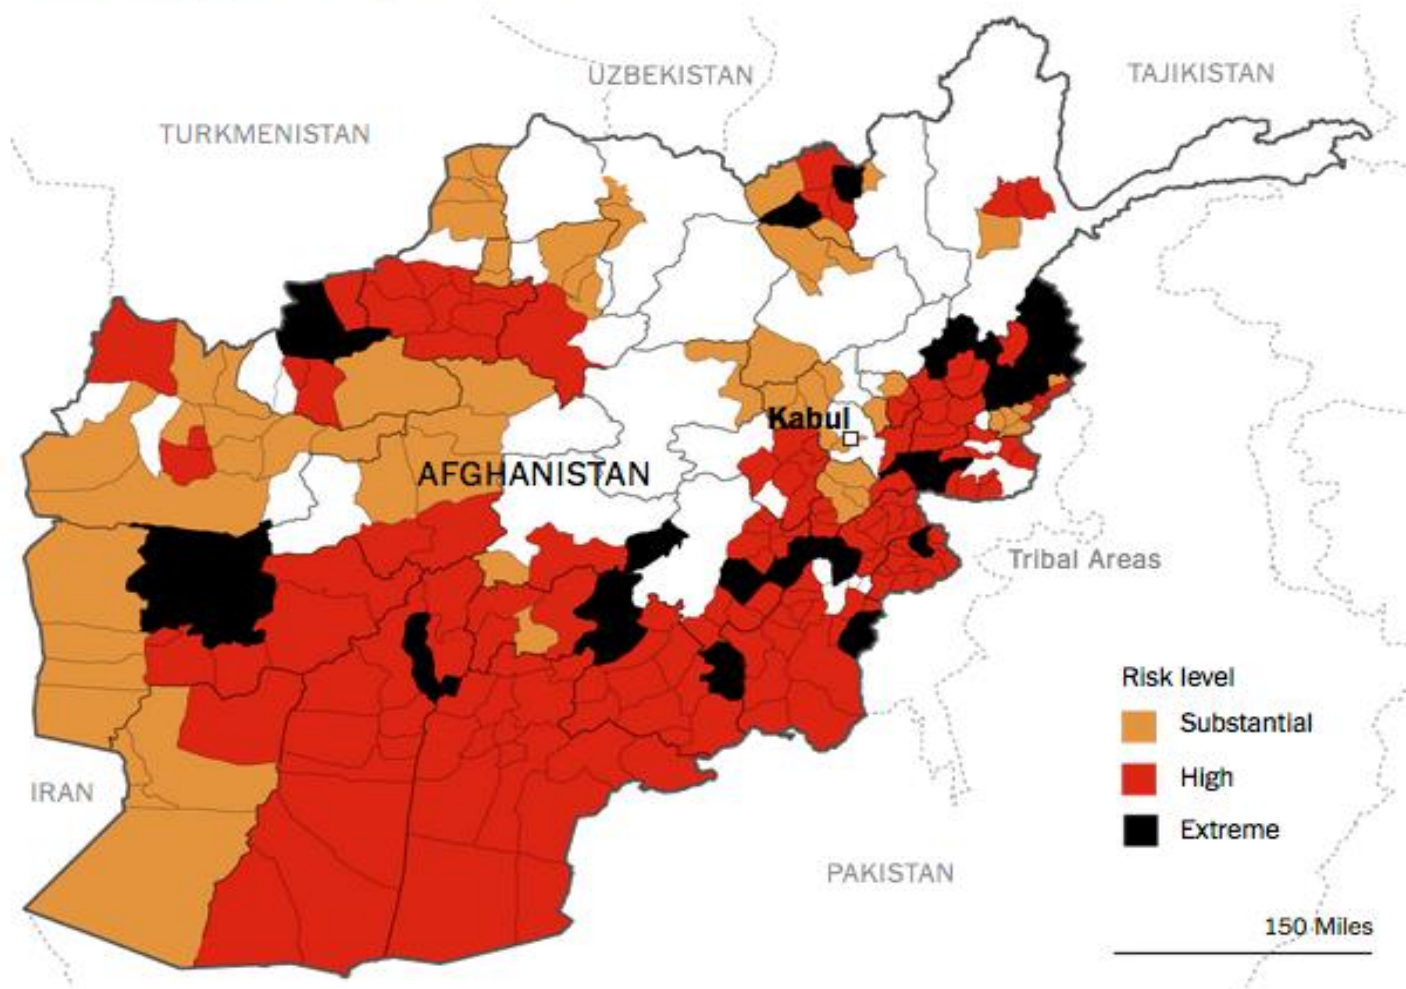 UZBEKISTAN
TAJIKISTAN
TURKMENISTAN
Kabul
AFGHANISTAN
Tribal Areas
Risk level
Substantial
High
Extreme
IRAN
PAKISTAN
150 Miles